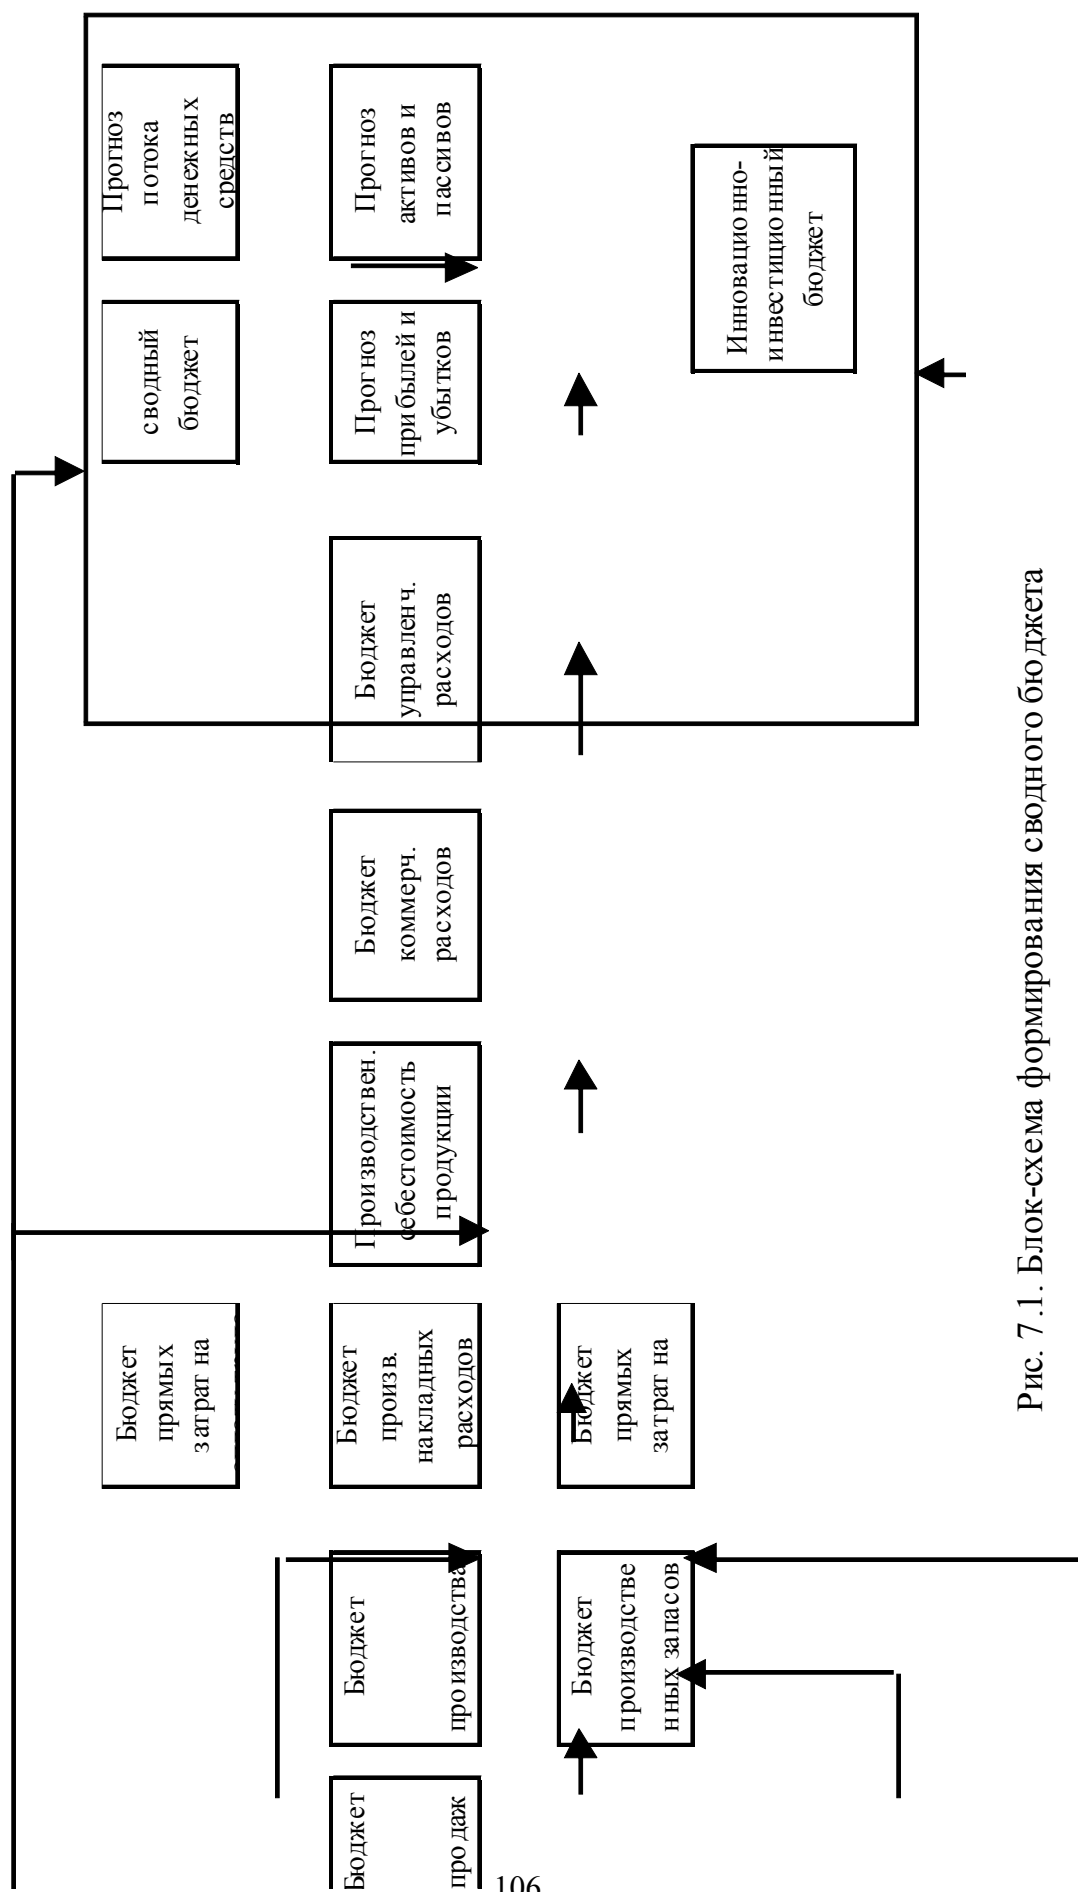 Прогноз
потока
денежных
средств
Прогноз
активов и
пассивов
Инновационно-
инвестиционный
бюджет
сводный
бюджет
Прогноз
прибылей и
убытков
Бюджет
управленч.
расходов
Бюджет
коммерч.
расходов
Производствен.
себестоимость
продукции
Бюджет
прямых
затрат на
Бюджет
произв.
накладных
расходов
Бюджет
прямых
затрат на
Бюджет
производства
Бюджет
производстве
нных запасов
Бюджет
продаж
Рис. 7.1. Блок-схема формирования сводного бюджета
106